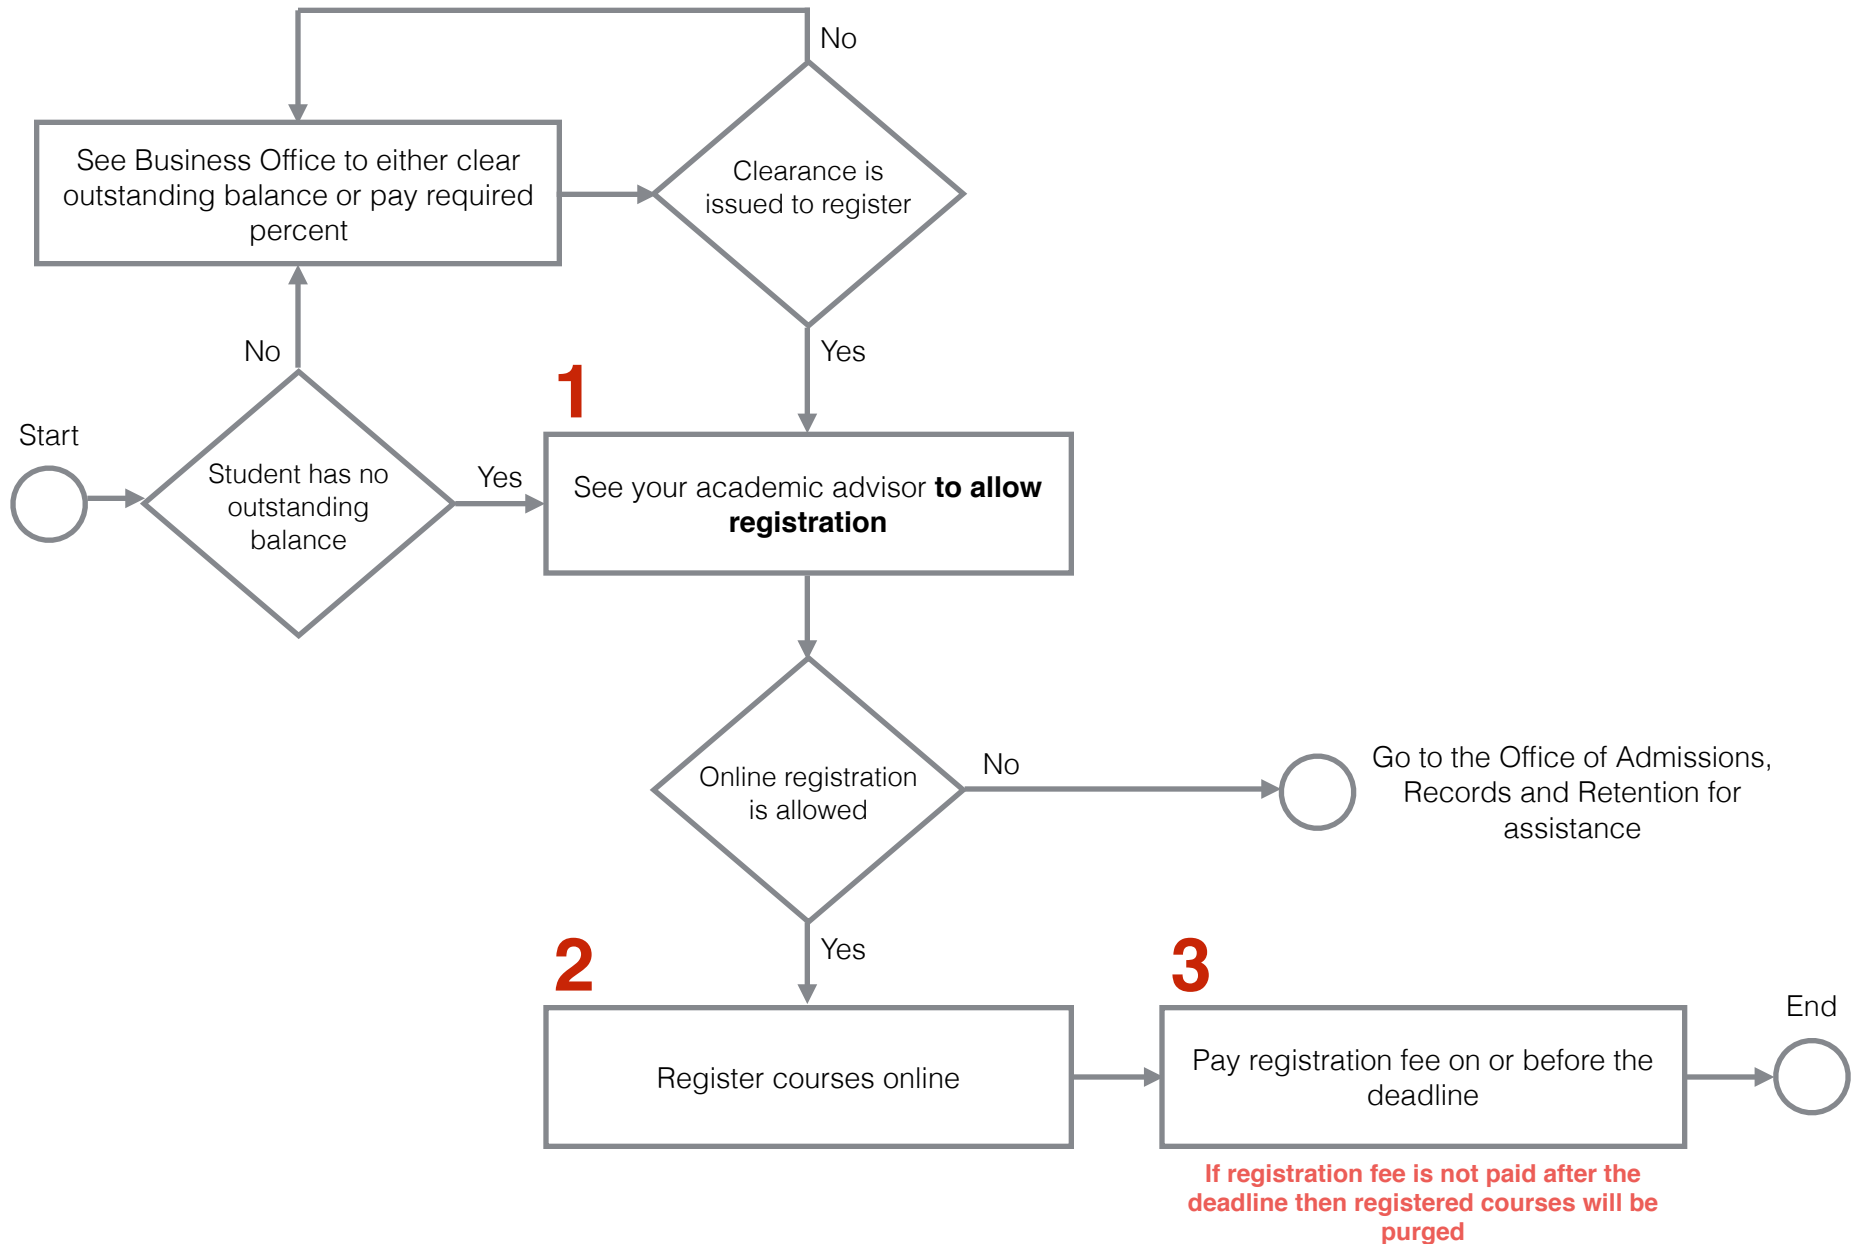 No
See Business Office to either clear
outstanding balance or pay required
percent
Clearance is
issued to register
No
Yes
1
Start
Student has no
outstanding
balance
Yes
See your academic advisor to allow
registration
Online registration
is allowed
No
Go to the Office of Admissions,
Records and Retention for
assistance
Yes
2
3
Register courses online
Pay registration fee on or before the
deadline
End
If registration fee is not paid after the
deadline then registered courses will be
purged